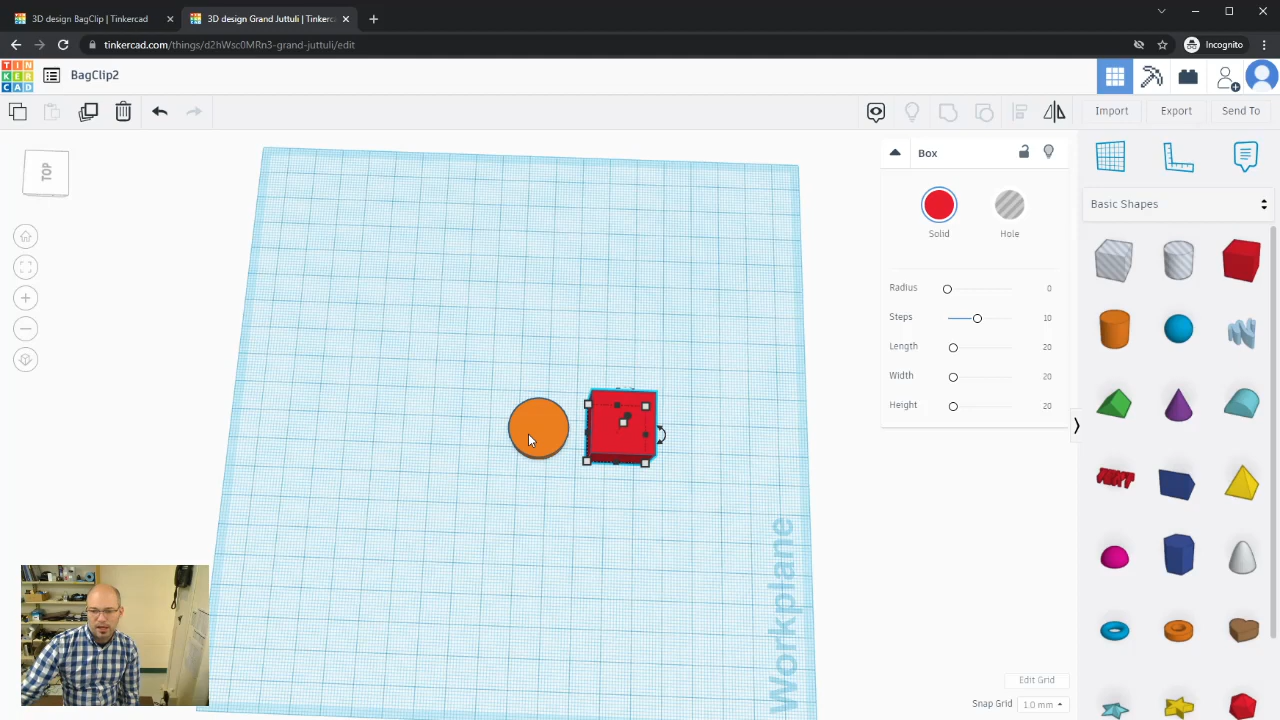 3D design BagClip | Tinkercad
3D design Grand Juttuli | Tinkerc
tinkercad.com/things/d2hWsc0MRn3-grand-juttuli/edit
Incognito
TIN
KER
CAD
BagClip2
Import
Export
Send To
TOP
Box
Solid
Hole
Radius 0
Steps 10
Length 20
Width 20
Height 20
Basic Shapes
TEXT
Workplane
Edit Grid
Snap Grid 1.0 mm